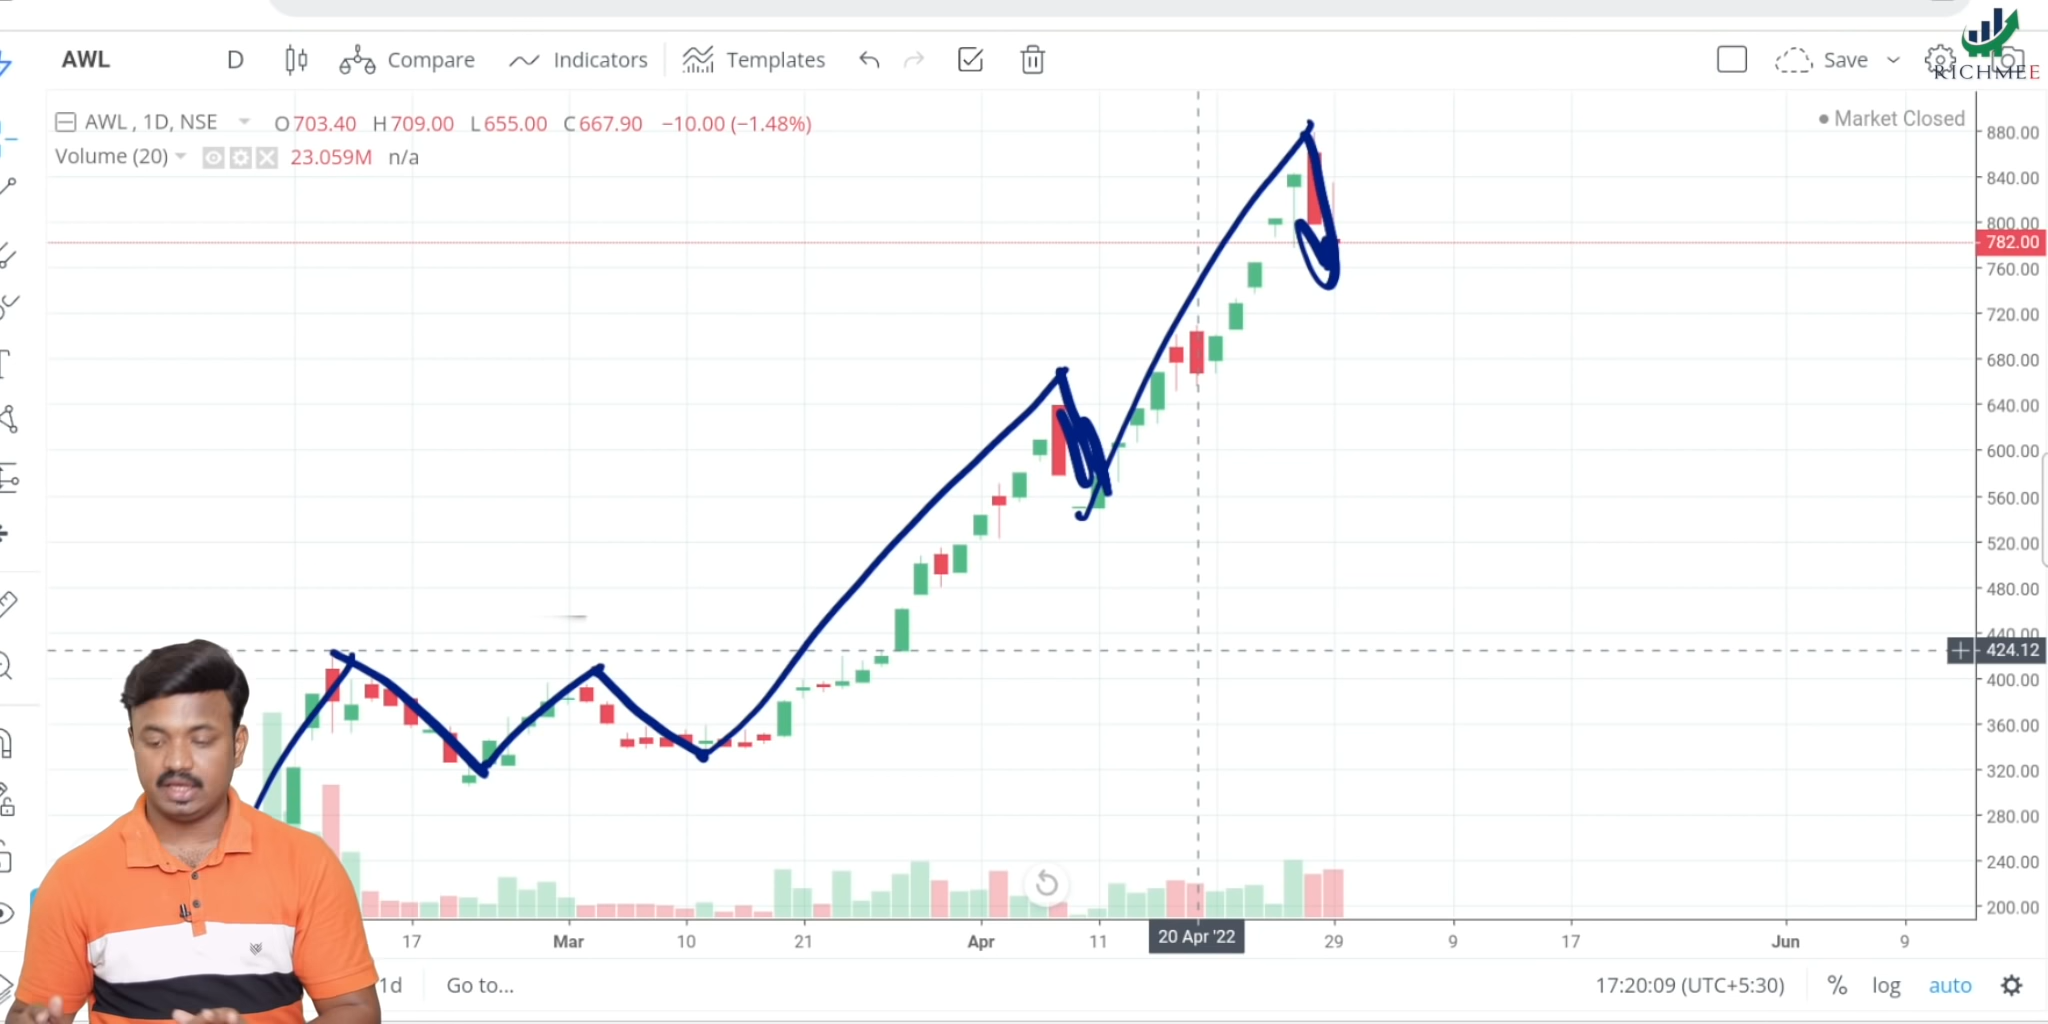 AWL D Compare Indicators Templates Save
RICHMEE
AWL , 1D, NSE O703.40 H709.00 L655.00 C667.90 −10.00 (−1.48%)
Market Closed
Volume (20) 23.059M n/a
880.00
840.00
800.00
782.00
760.00
720.00
680.00
640.00
600.00
560.00
520.00
480.00
440.00
424.12
400.00
360.00
320.00
280.00
240.00
200.00
17 Mar 10 21 Apr 11 20 Apr '22 29 9 17 Jun 9
1d Go to... 17:20:09 (UTC+5:30) % log auto